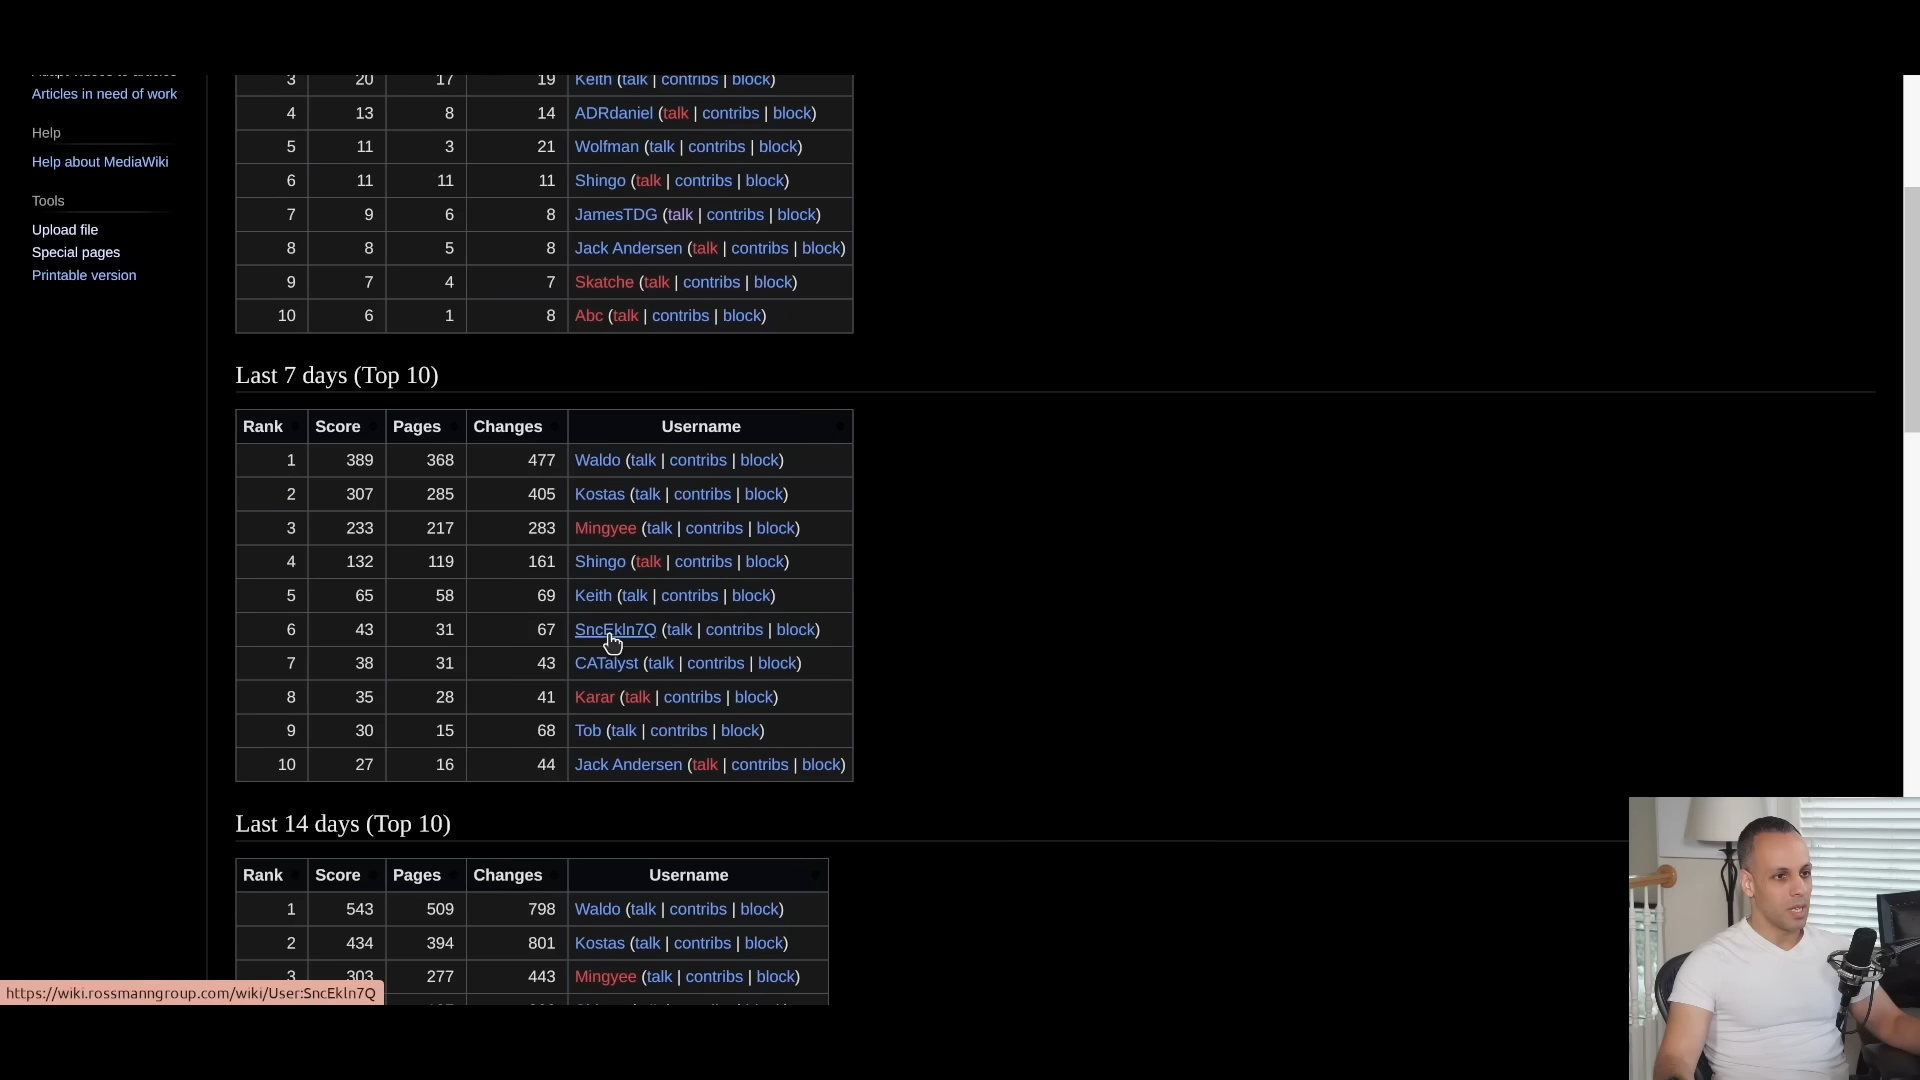 Adapt videos to articles
Articles in need of work
Help
Help about MediaWiki
Tools
Upload file
Special pages
Printable version
3 20 17 19 Keith (talk | contribs | block)
4 13 8 14 ADRdaniel (talk | contribs | block)
5 11 3 21 Wolfman (talk | contribs | block)
6 11 11 11 Shingo (talk | contribs | block)
7 9 6 8 JamesTDG (talk | contribs | block)
8 8 5 8 Jack Andersen (talk | contribs | block)
9 7 4 7 Skatche (talk | contribs | block)
10 6 1 8 Abc (talk | contribs | block)
Last 7 days (Top 10)
Rank Score Pages Changes Username
1 389 368 477 Waldo (talk | contribs | block)
2 307 285 405 Kostas (talk | contribs | block)
3 233 217 283 Mingyee (talk | contribs | block)
4 132 119 161 Shingo (talk | contribs | block)
5 65 58 69 Keith (talk | contribs | block)
6 43 31 67 SncEkln7Q (talk | contribs | block)
7 38 31 43 CATalyst (talk | contribs | block)
8 35 28 41 Karar (talk | contribs | block)
9 30 15 68 Tob (talk | contribs | block)
10 27 16 44 Jack Andersen (talk | contribs | block)
Last 14 days (Top 10)
Rank Score Pages Changes Username
1 543 509 798 Waldo (talk | contribs | block)
2 434 394 801 Kostas (talk | contribs | block)
3 303 277 443 Mingyee (talk | contribs | block)
https://wiki.rossmanngroup.com/wiki/User:SncEkln7Q